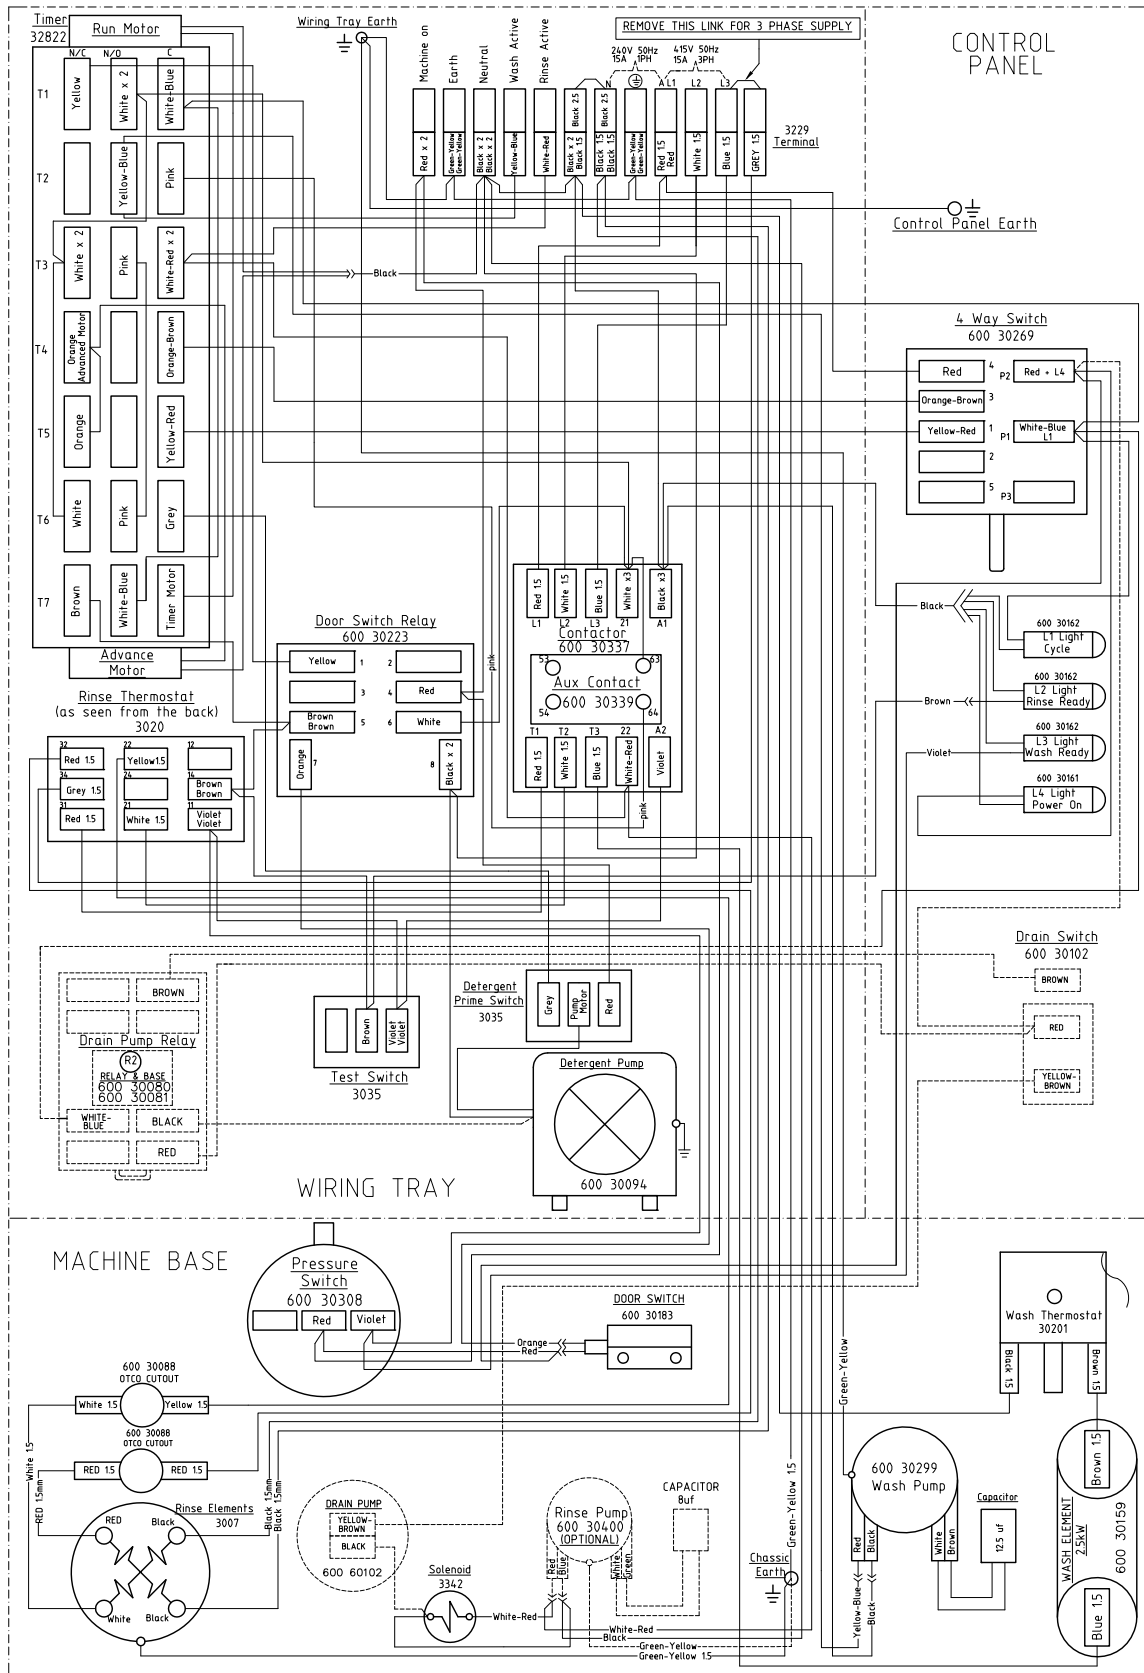 Timer
32822
Run Motor
N/C
N/O
C
T1
Yellow
White x 2
White-Blue
T2
Yellow-Blue
Pink
T3
White x 2
Pink
White-Red x 2
T4
Orange
Advanced Motor
Orange-Brown
T5
Orange
Yellow-Red
T6
White
Pink
Grey
T7
Brown
White-Blue
Timer Motor
Advance
Motor
Wiring Tray Earth
Machine on
Earth
Neutral
Wash Active
Rinse Active
REMOVE THIS LINK FOR 3 PHASE SUPPLY
240V 50Hz
15A 1PH
415V 50Hz
15A 3PH
N
A
L1
L2
L3
Black 2.5
Black 2.5
Red x 2
Green-Yellow
Green-Yellow
Black x 2
Black x 2
Yellow-Blue
White-Red
Black x 2
Black 1.5
Black 1.5
Black 1.5
Green-Yellow
Green-Yellow
Red 1.5
Red
White 1.5
Blue 1.5
GREY 1.5
3229
Terminal
CONTROL
PANEL
Control Panel Earth
Black
4 Way Switch
600 30269
Red
4
P2
Red + L4
Orange-Brown
3
Yellow-Red
1
P1
White-Blue
L1
2
5
P3
Black
600 30162
L1 Light
Cycle
600 30162
L2 Light
Rinse Ready
Brown
600 30162
L3 Light
Wash Ready
Violet
600 30161
L4 Light
Power On
Door Switch Relay
600 30223
Yellow
1
2
3
4
Red
Brown
Brown
5
6
White
Orange
7
8
Black x 2
pink
Red 1.5
White 1.5
Blue 1.5
White x3
Black x3
L1
L2
L3
21
A1
Contactor
600 30337
53
63
Aux Contact
600 30339
54
64
T1
T2
T3
22
A2
Red 1.5
White 1.5
Blue 1.5
White-Red
Violet
pink
Rinse Thermostat
(as seen from the back)
3020
32
22
12
Red 1.5
Yellow1.5
34
24
14
Grey 1.5
Brown
Brown
31
21
11
Red 1.5
White 1.5
Violet
Violet
BROWN
Drain Pump Relay
R2
RELAY & BASE
600 30080
600 30081
WHITE-
BLUE
BLACK
RED
Brown
Violet
Violet
Test Switch
3035
Detergent
Prime Switch
3035
Grey
Pump
Motor
Red
Detergent Pump
600 30094
Drain Switch
600 30102
BROWN
RED
YELLOW-
BROWN
WIRING TRAY
MACHINE BASE
Pressure
Switch
600 30308
Red
Violet
DOOR SWITCH
600 30183
Orange
Red
Green-Yellow
Wash Thermostat
30201
Black 1.5
Brown 1.5
600 30088
OTCO CUTOUT
White 1.5
Yellow 1.5
600 30088
OTCO CUTOUT
RED 1.5
RED 1.5
White 1.5
RED 1.5mm
Rinse Elements
3007
RED
Black
White
Black
Black 1.5mm
Black 1.5mm
DRAIN PUMP
YELLOW-
BROWN
BLACK
600 60102
Solenoid
3342
White-Red
Rinse Pump
600 30400
(OPTIONAL)
Red
Blue
White
Green
CAPACITOR
8uf
White-Red
Black
Green-Yellow
Green-Yellow 1.5
Chassis
Earth
Green-Yellow 1.5
600 30299
Wash Pump
Red
Black
White
Brown
Yellow-Blue
Black
Capacitor
12.5 uf
Brown 1.5
WASH ELEMENT
2.5kW
600 30159
Blue 1.5